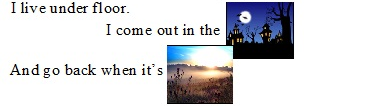 I live under floor.
I come out in the
And go back when it's